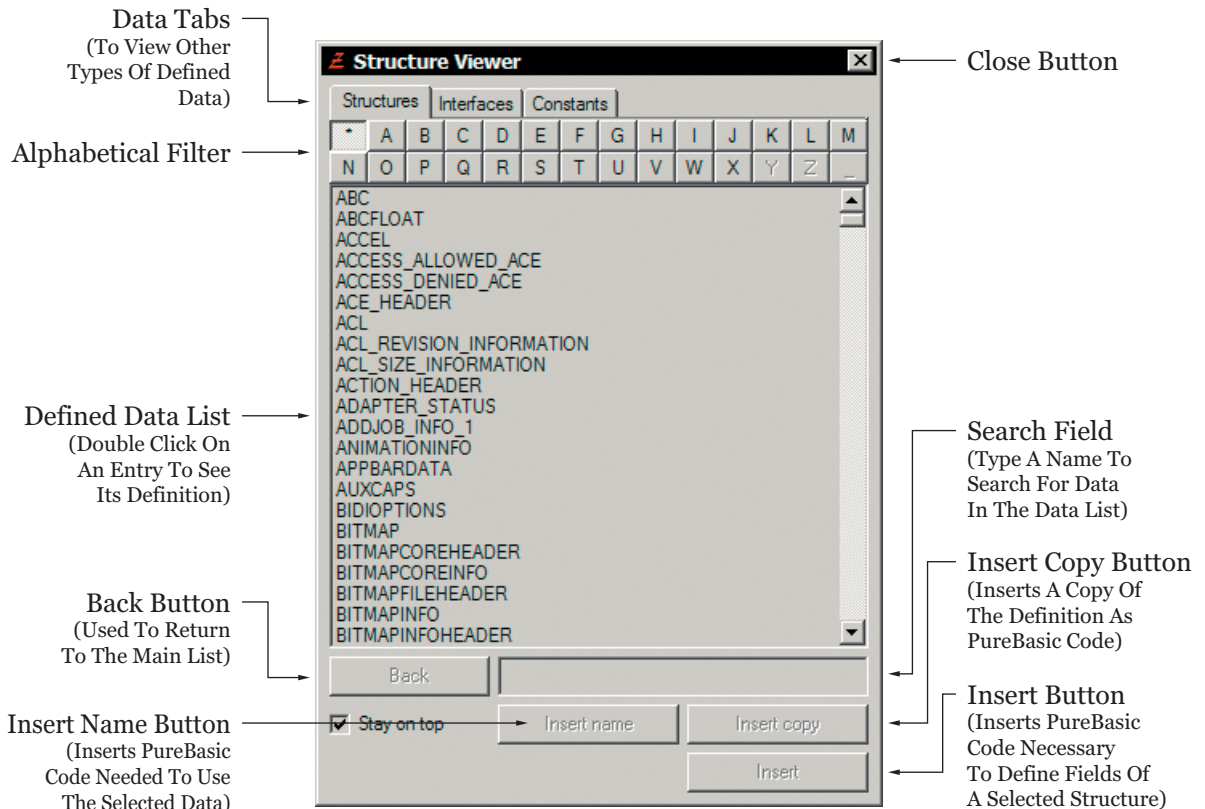 Data Tabs
(To View Other
Types Of Defined
Data)
Alphabetical Filter
Defined Data List
(Double Click On
An Entry To See
Its Definition)
Back Button
(Used To Return
To The Main List)
Insert Name Button
(Inserts PureBasic
Code Needed To Use
The Selected Data)
Structure Viewer
Structures Interfaces Constants
* A B C D E F G H I J K L M
N O P Q R S T U V W X Y Z _
ABC
ABCFLOAT
ACCEL
ACCESS_ALLOWED_ACE
ACCESS_DENIED_ACE
ACE_HEADER
ACL
ACL_REVISION_INFORMATION
ACL_SIZE_INFORMATION
ACTION_HEADER
ADAPTER_STATUS
ADDJOB_INFO_1
ANIMATIONINFO
APPBARDATA
AUXCAPS
BIDIOPTIONS
BITMAP
BITMAPCOREHEADER
BITMAPCOREINFO
BITMAPFILEHEADER
BITMAPINFO
BITMAPINFOHEADER
Back
Stay on top Insert name Insert copy
Insert
Close Button
Search Field
(Type A Name To
Search For Data
In The Data List)
Insert Copy Button
(Inserts A Copy Of
The Definition As
PureBasic Code)
Insert Button
(Inserts PureBasic
Code Necessary
To Define Fields Of
A Selected Structure)